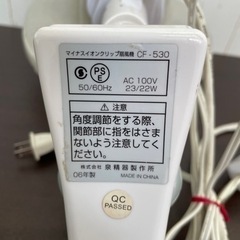 マイナスイオンクリップ扇風機 CF-530
PS
E
AC 100V
50/60Hz
23/22W
注意
角度調節をする際、
関節部に指をはさま
ないよう注意してください。
株式会社 泉精器製作所
06年製
MADE IN CHINA
QC
PASSED